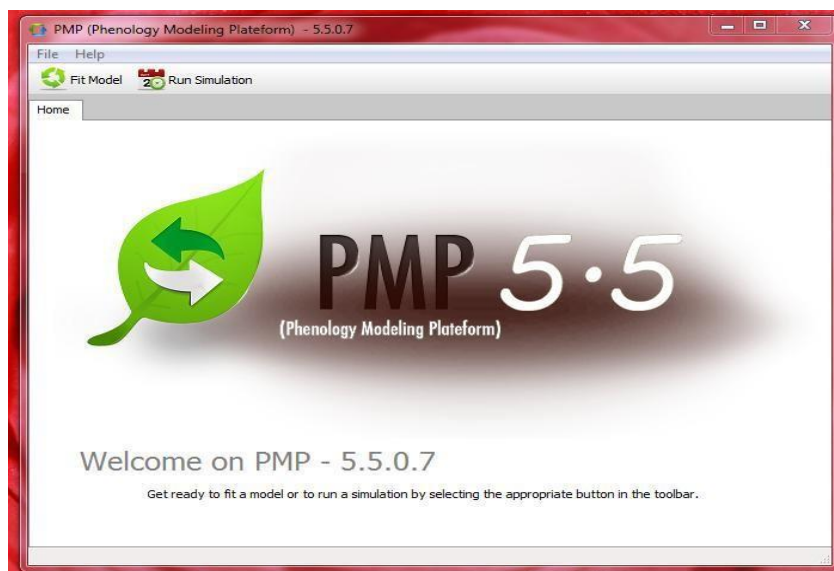 PMP (Phenology Modeling Plateform) - 5.5.0.7
File Help
Fit Model Run Simulation
Home
PMP 5.5
(Phenology Modeling Plateform)
Welcome on PMP - 5.5.0.7
Get ready to fit a model or to run a simulation by selecting the appropriate button in the toolbar.